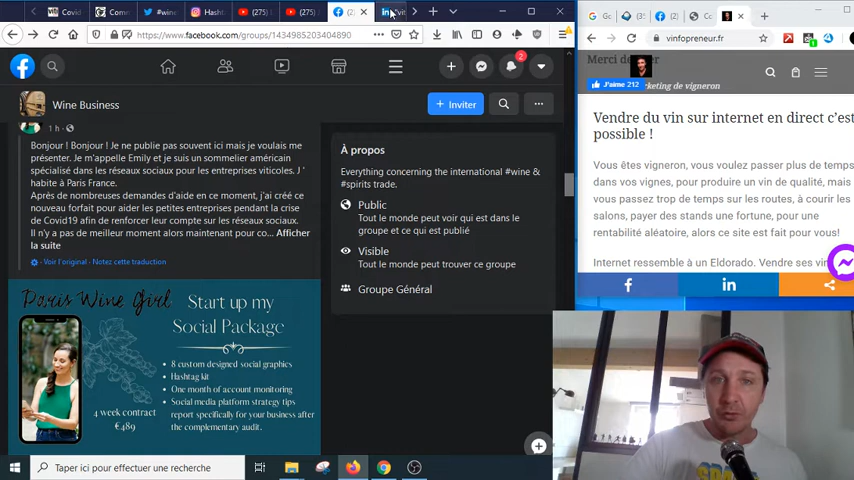 Covid
Comm
#wine
Hasht
(275)
(275)
https://www.facebook.com/groups/1434985203404890
2
Wine Business
Inviter
1 h
Bonjour ! Bonjour ! Je ne publie pas souvent ici mais je voulais me
présenter. Je m'appelle Emily et je suis un sommelier américain
spécialisé dans les réseaux sociaux pour les entreprises viticoles. J '
habite à Paris France.
Après de nombreuses demandes d'aide en ce moment, j'ai créé ce
nouveau forfait pour aider les petites entreprises pendant la crise
de Covid19 afin de renforcer leur compte sur les réseaux sociaux.
Il n'y a pas de meilleur moment alors maintenant pour co... Afficher
la suite
Voir l'original · Notez cette traduction
Paris Wine Girl
Start up my
Social Package
8 custom designed social graphics
Hashtag kit
One month of account monitoring
Social media platform strategy tips
report specifically for your business after
the complementary audit.
4 week contract
€489
À propos
Everything concerning the international #wine &
#spirits trade.
Public
Tout le monde peut voir qui est dans le
groupe et ce qui est publié
Visible
Tout le monde peut trouver ce groupe
Groupe Général
vinfopreneur.fr
J'aime 212
rketing de vigneron
Vendre du vin sur internet en direct c'est
possible !
Vous êtes vigneron, vous voulez passer plus de temps
dans vos vignes, pour produire un vin de qualité, mais
vous passez trop de temps sur les routes, à courir les
salons, payer des stands une fortune, pour une
rentabilité aléatoire, alors ce site est fait pour vous!
Internet ressemble à un Eldorado. Vendre ses vin
Taper ici pour effectuer une recherche